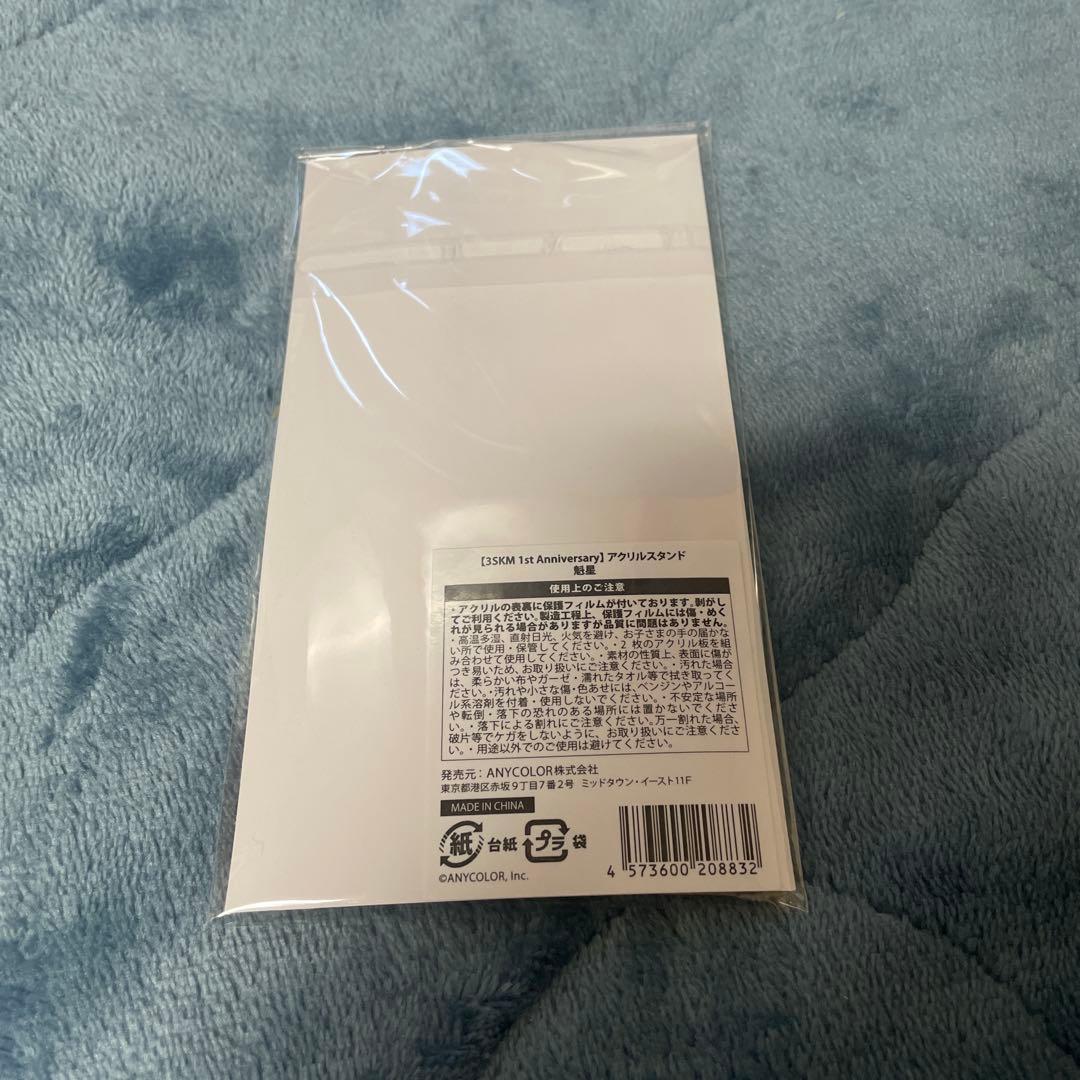 【3SKM 1st Anniversary】アクリルスタンド
魁星
使用上のご注意
・アクリルの表裏に保護フィルムが付いております。剥がし
てご利用ください。製造工程上、保護フィルムには傷・めく
れが見られる場合がありますが品質に問題はありません。
・高温多湿、直射日光、火気を避け、お子さまの手の届かな
い所で使用・保管してください。・2 枚のアクリル板を組
み合わせて使用してください。・素材の性質上、表面に傷が
つき易いため、お取り扱いにご注意ください。・汚れた場合
は、柔らかい布やガーゼ・濡れたタオル等で拭き取ってく
ださい。・汚れや小さな傷・色あせには、ベンジンやアルコー
ル系溶剤を付着・使用しないでください。・不安定な場所
や転倒・落下の恐れのある場所には置かないでくださ
い。・落下による割れにご注意ください。万一割れた場合、
破片等でケガをしないように、お取り扱いにご注意くださ
い。・用途以外でのご使用は避けてください。
発売元：ANYCOLOR株式会社
東京都港区赤坂9丁目7番2号 ミッドタウン・イースト11F
MADE IN CHINA
紙 台紙 プラ 袋
©ANYCOLOR, Inc.
4 573600 208832